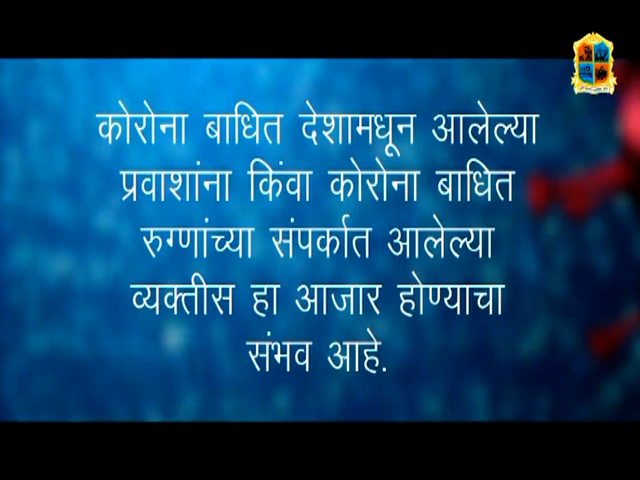 कोरोना बाधित देशामधून आलेल्या
प्रवाशांना किंवा कोरोना बाधित
रुग्णांच्या संपर्कात आलेल्या
व्यक्तीस हा आजार होण्याचा
संभव आहे.